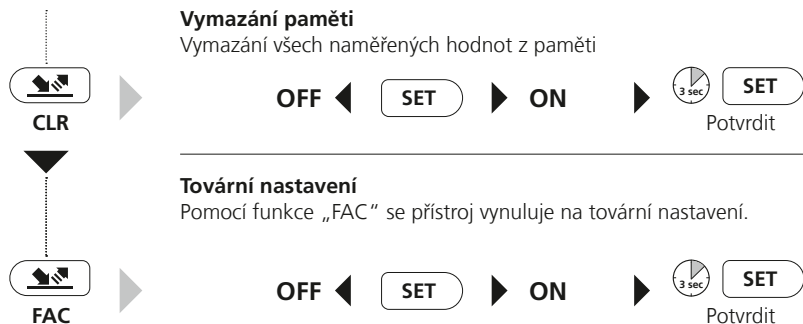 Vymazání paměti
Vymazání všech naměřených hodnot z paměti
CLR
OFF SET ON 3 sec SET
Potvrdit
Tovární nastavení
Pomocí funkce „FAC“ se přístroj vynuluje na tovární nastavení.
FAC
OFF SET ON 3 sec SET
Potvrdit